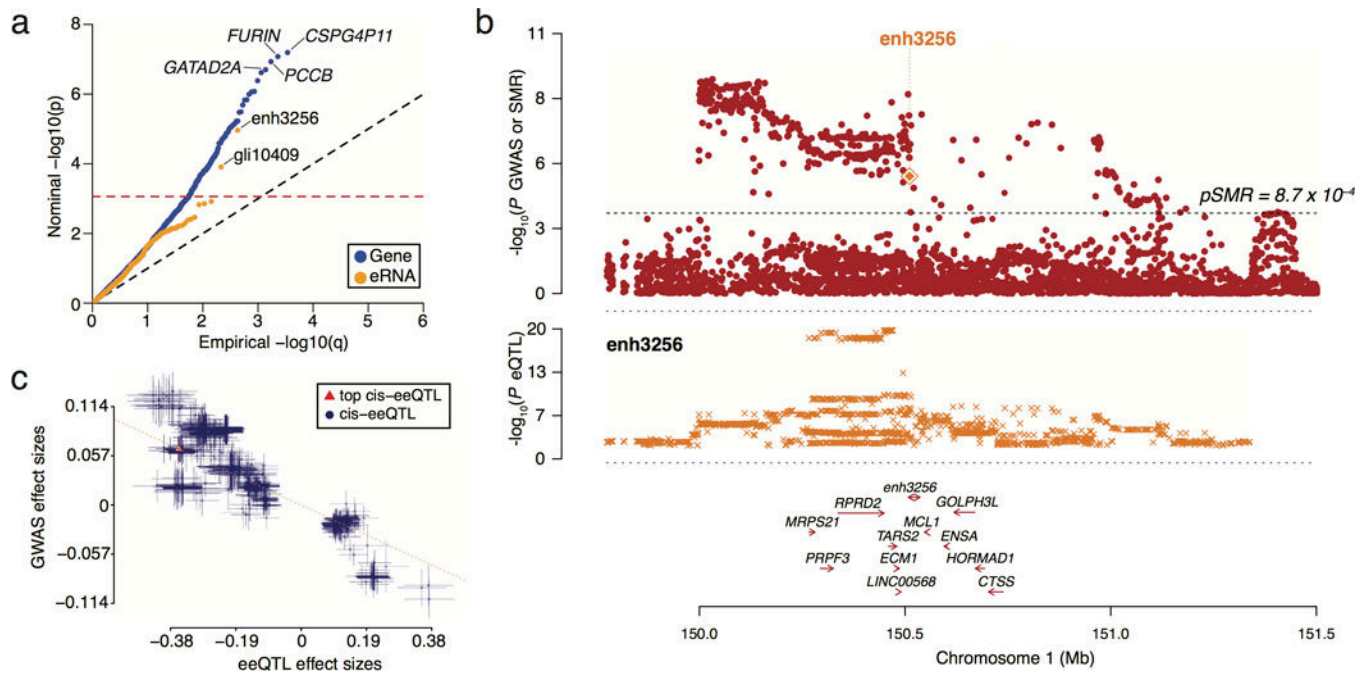 a
Nominal −log10(p)
8
6
4
2
0
FURIN
CSPG4P11
GATAD2A
PCCB
enh3256
gli10409
Gene
eRNA
0 1 2 3 4 5 6
Empirical −log10(q)
b
-log10(P GWAS or SMR)
11
8
6
3
0
enh3256
pSMR = 8.7 x 10⁻⁴
-log10(P eQTL)
20
13
7
0
enh3256
enh3256
RPRD2
GOLPH3L
MRPS21
MCL1
TARS2
ENSA
PRPF3
ECM1
HORMAD1
LINC00568
CTSS
150.0 150.5 151.0 151.5
Chromosome 1 (Mb)
c
GWAS effect sizes
0.114
0.057
0
−0.057
−0.114
top cis−eeQTL
cis−eeQTL
−0.38 −0.19 0 0.19 0.38
eeQTL effect sizes